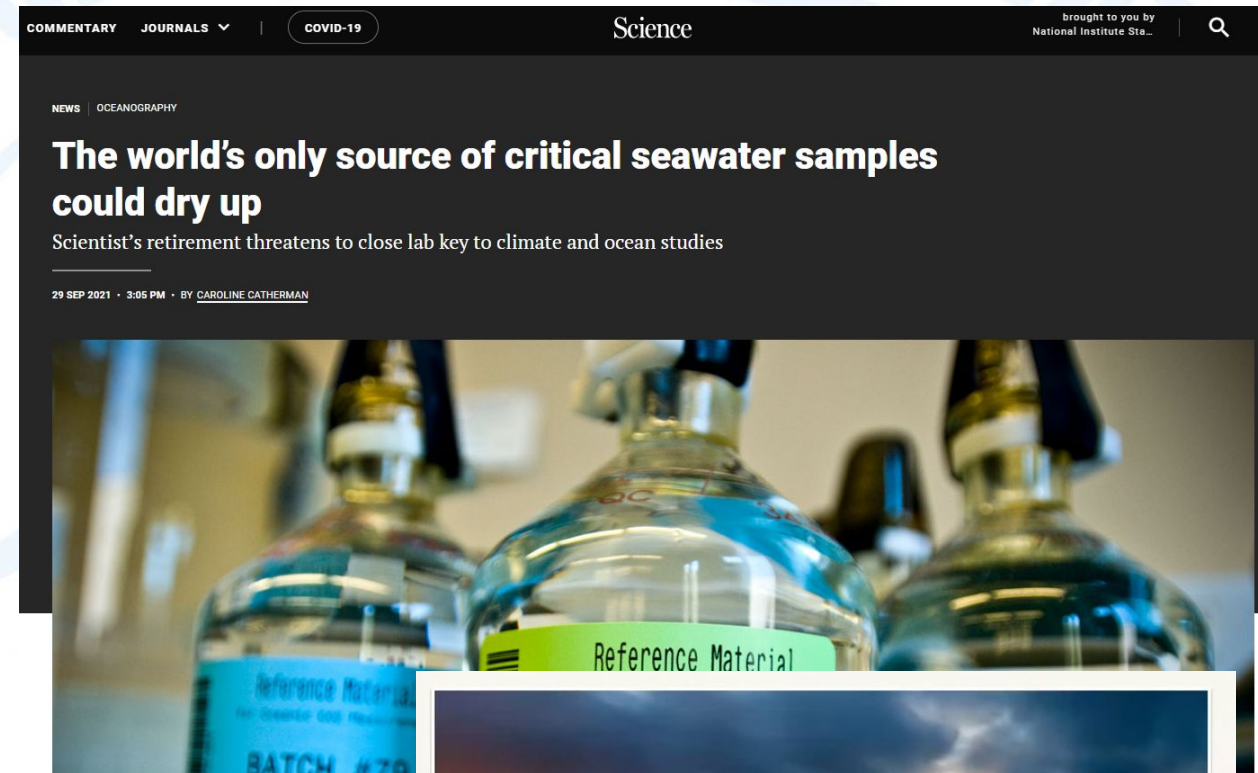 COMMENTARY JOURNALS | COVID-19 Science brought to you by
National Institute Sta…
NEWS | OCEANOGRAPHY
The world's only source of critical seawater samples
could dry up
Scientist's retirement threatens to close lab key to climate and ocean studies
29 SEP 2021 · 3:05 PM · BY CAROLINE CATHERMAN
QC
Reference Material
Reference Material
BATCH #79